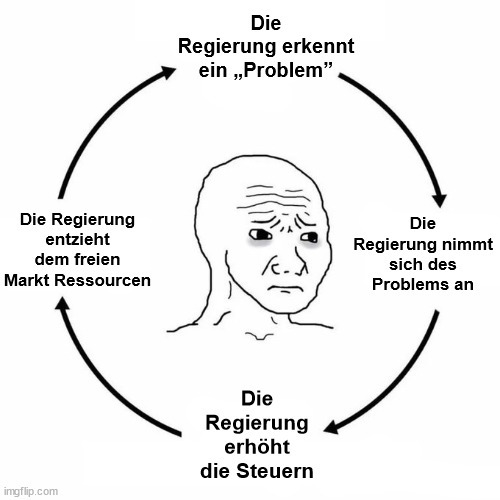 Die
Regierung erkennt
ein „Problem”
Die
Regierung nimmt
sich des
Problems an
Die
Regierung
erhöht
die Steuern
Die Regierung
entzieht
dem freien
Markt Ressourcen
imgflip.com